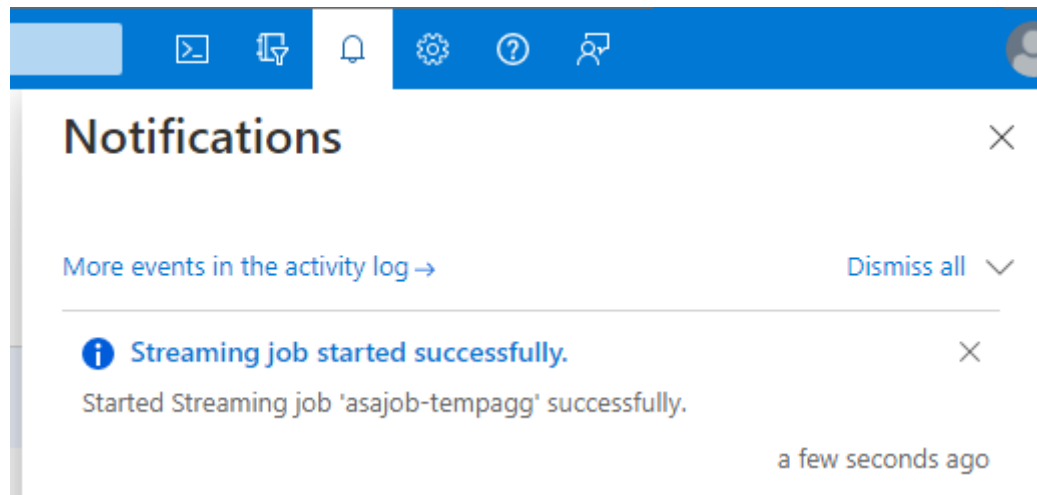 Notifications
More events in the activity log → Dismiss all
Streaming job started successfully.
Started Streaming job 'asajob-tempagg' successfully.
a few seconds ago